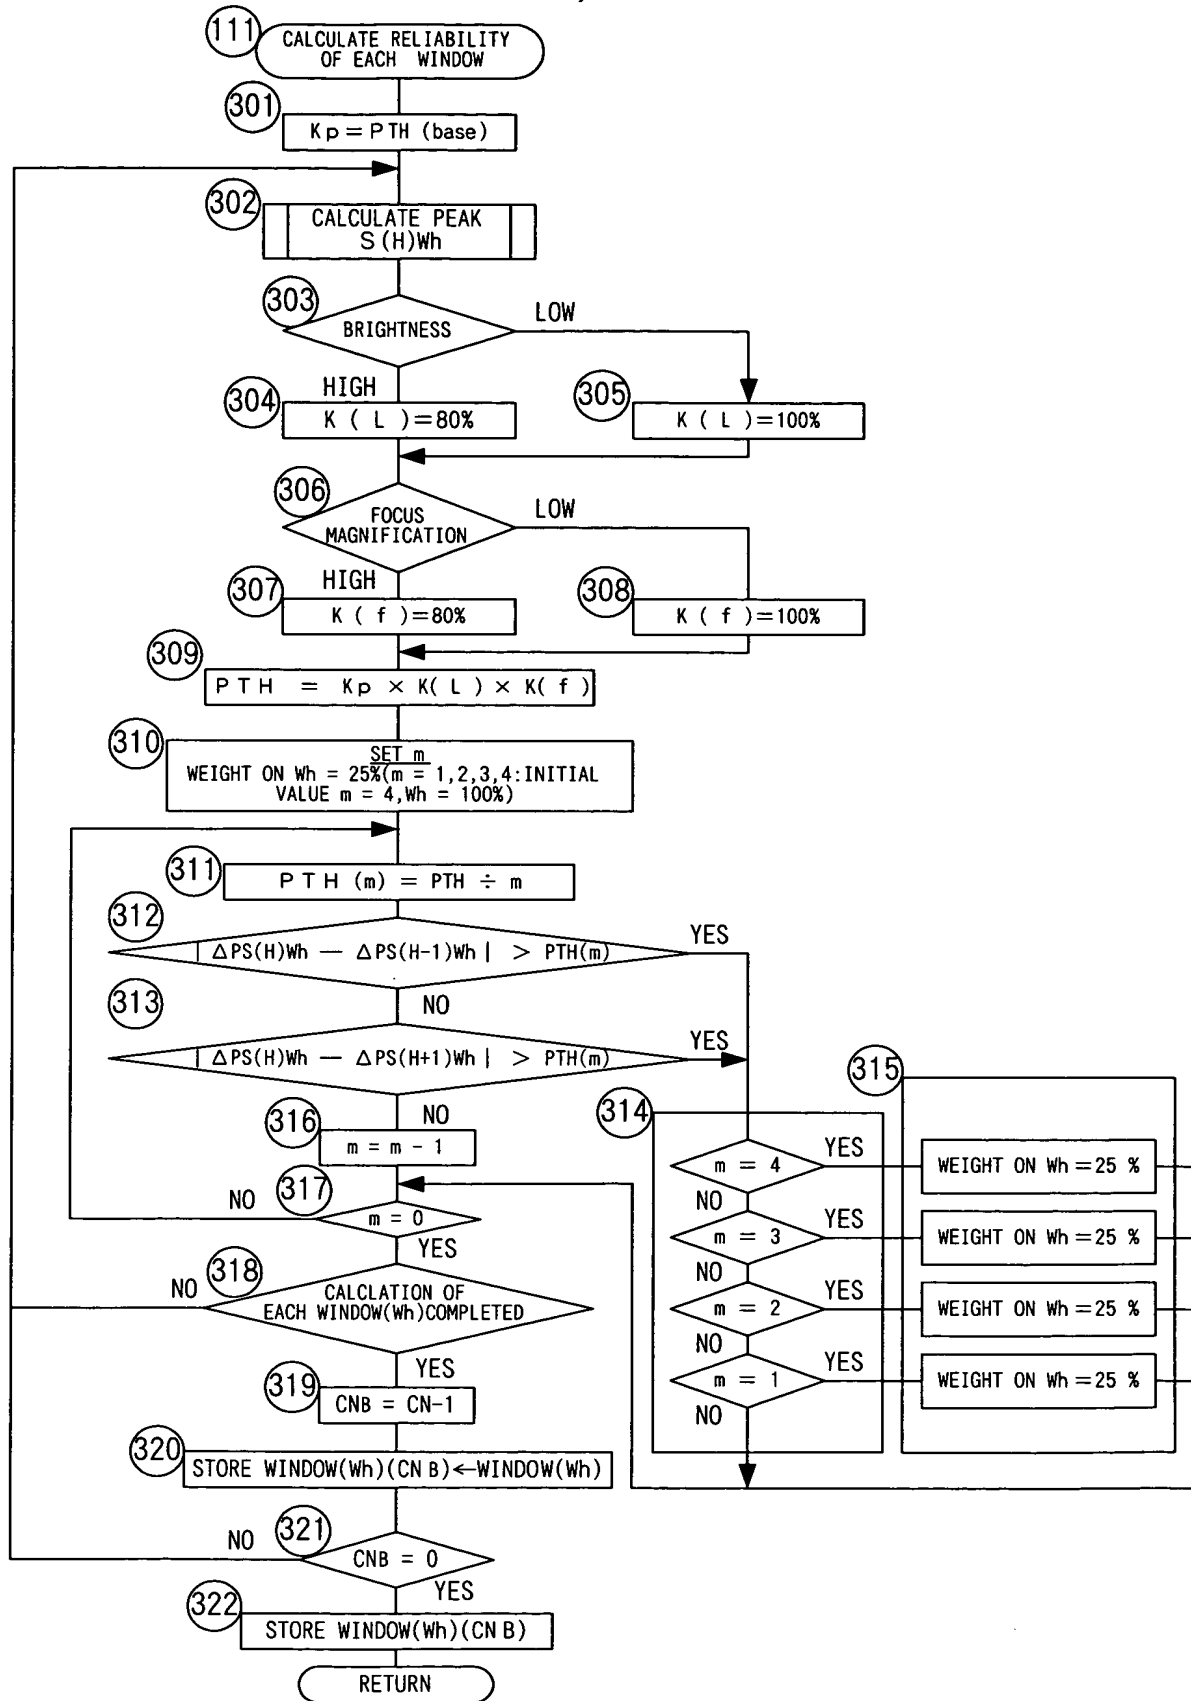 111
CALCULATE RELIABILITY
OF EACH WINDOW
301
Kp = PTH (base)
302
CALCULATE PEAK
S(H)Wh
303
BRIGHTNESS
LOW
HIGH
304
K ( L )=80%
305
K ( L )=100%
306
FOCUS
MAGNIFICATION
LOW
HIGH
307
K ( f )=80%
308
K ( f )=100%
309
PTH = Kp × K( L ) × K( f )
310
SET m
WEIGHT ON Wh = 25%(m = 1,2,3,4:INITIAL
VALUE m = 4,Wh = 100%)
311
PTH (m) = PTH ÷ m
312
| ΔPS(H)Wh — ΔPS(H-1)Wh | > PTH(m)
YES
NO
313
| ΔPS(H)Wh — ΔPS(H+1)Wh | > PTH(m)
YES
NO
314
315
m = 4
YES
WEIGHT ON Wh = 25 %
NO
m = 3
YES
WEIGHT ON Wh = 25 %
NO
m = 2
YES
WEIGHT ON Wh = 25 %
NO
m = 1
YES
WEIGHT ON Wh = 25 %
NO
316
m = m - 1
317
NO
m = 0
YES
318
NO
CALCLATION OF
EACH WINDOW(Wh)COMPLETED
YES
319
CNB = CN-1
320
STORE WINDOW(Wh)(CNB)←WINDOW(Wh)
321
NO
CNB = 0
YES
322
STORE WINDOW(Wh)(CNB)
RETURN